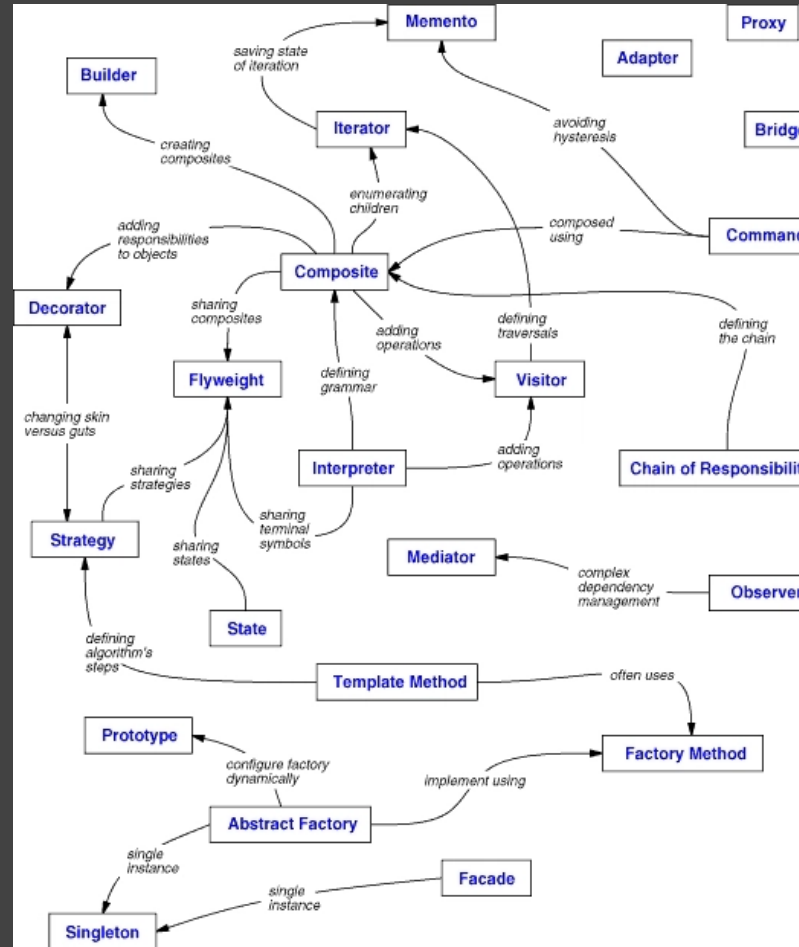 Memento
Proxy
saving state
of iteration
Adapter
Builder
Iterator
avoiding
hysteresis
Bridg
creating
composites
enumerating
children
adding
responsibilities
to objects
composed
using
Command
Composite
Decorator
sharing
composites
adding
operations
defining
traversals
defining
the chain
Flyweight
defining
grammar
Visitor
changing skin
versus guts
adding
operations
sharing
strategies
Interpreter
Chain of Responsibilit
sharing
terminal
symbols
Strategy
sharing
states
Mediator
complex
dependency
management
Observer
State
defining
algorithm's
steps
Template Method
often uses
Prototype
configure factory
dynamically
implement using
Factory Method
Abstract Factory
single
instance
Facade
single
instance
Singleton